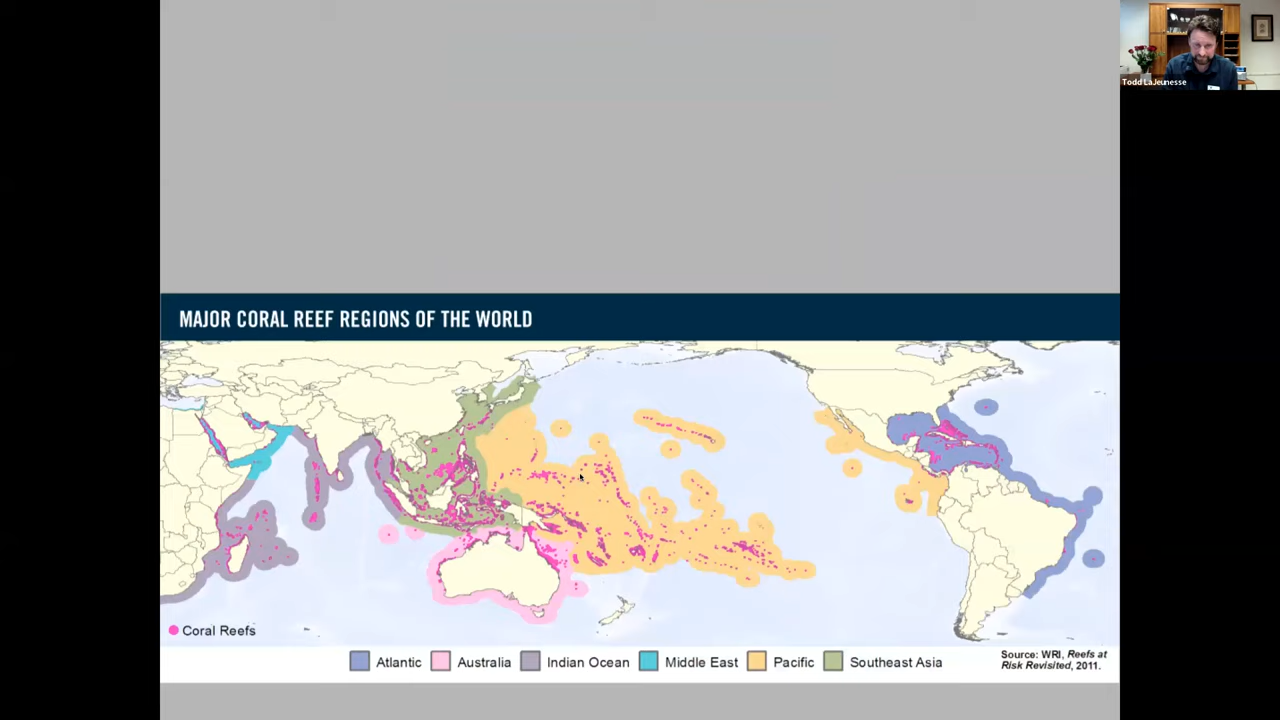 Todd LaJeunesse
MAJOR CORAL REEF REGIONS OF THE WORLD
Coral Reefs
Atlantic
Australia
Indian Ocean
Middle East
Pacific
Southeast Asia
Source: WRI, Reefs at
Risk Revisited, 2011.